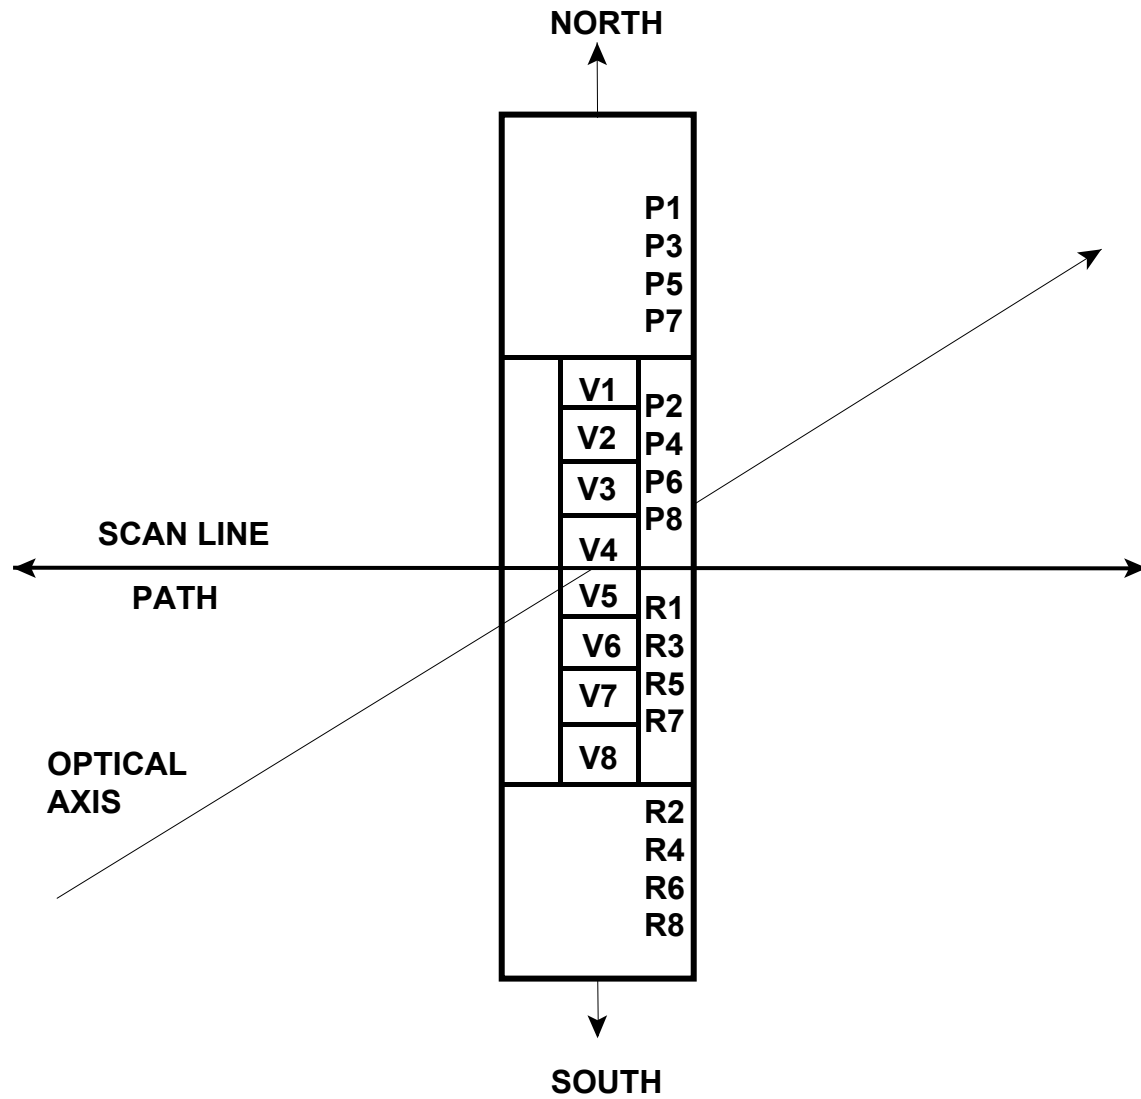 NORTH
P1
P3
P5
P7
V1
P2
V2
P4
V3
P6
P8
SCAN LINE
V4
PATH
V5
R1
V6
R3
R5
V7
R7
V8
OPTICAL
AXIS
R2
R4
R6
R8
SOUTH